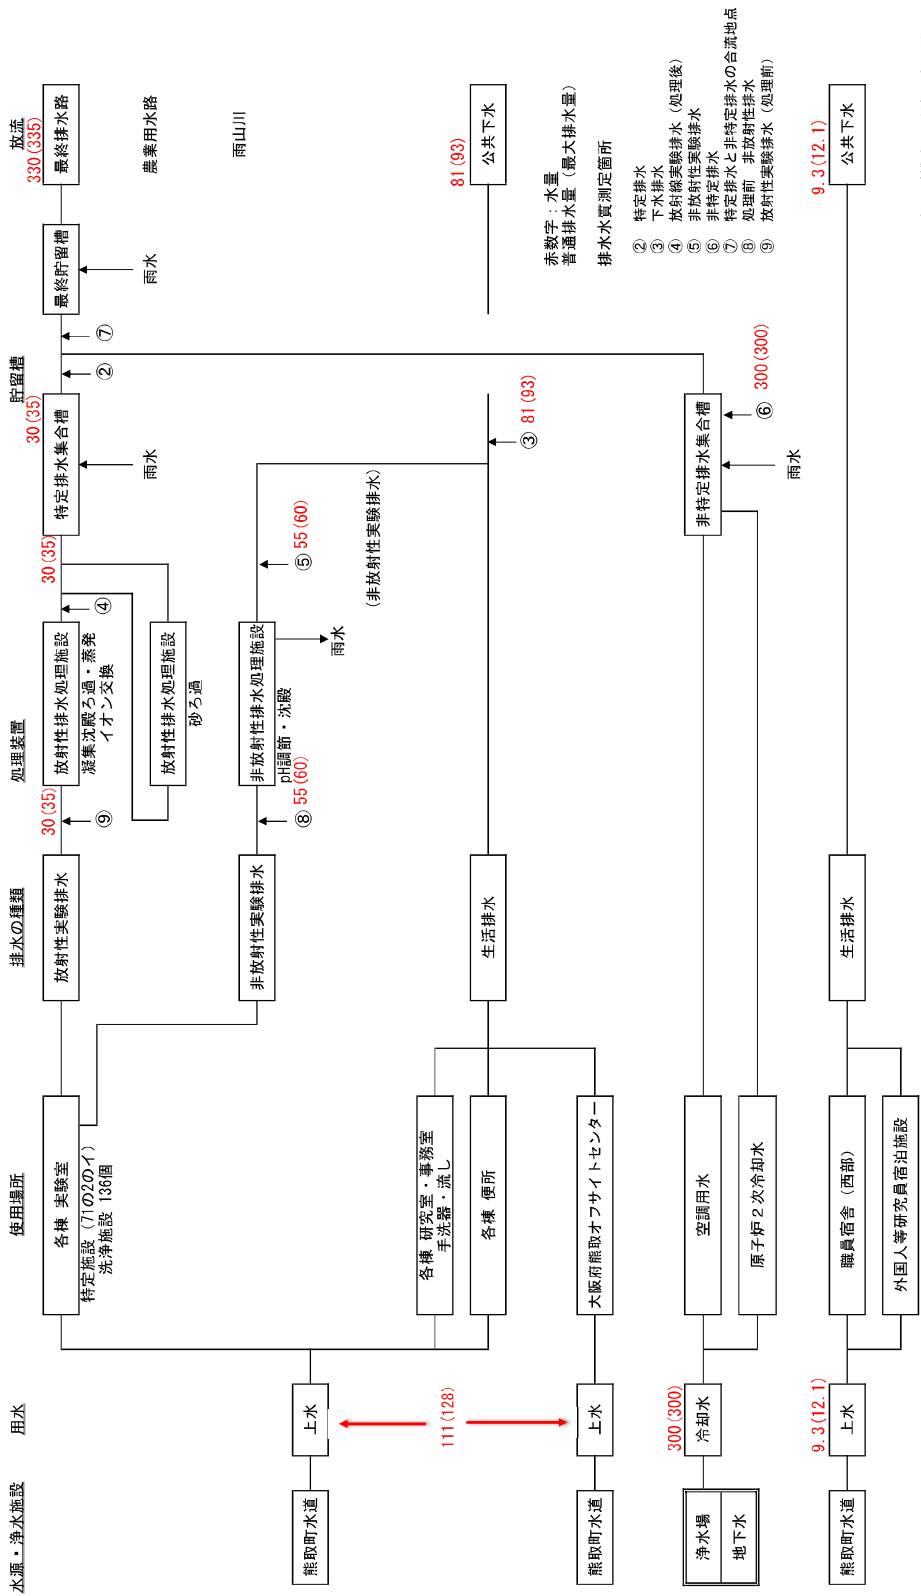 水源・浄水施設
用水
使用場所
排水の種類
処理装置
貯留槽
放流
熊取町水道
上水
各棟 実験室
特定施設（71の2のイ）
洗浄施設 136個
放射性実験排水
30(35)
⑨
放射性排水処理施設
凝集沈殿ろ過・蒸発
イオン交換
④
30(35)
放射性排水処理施設
砂ろ過
特定排水集合槽
30(35)
雨水
②
⑦
最終貯留槽
雨水
330(335)
最終排水路
農業用水路
雨山川
非放射性実験排水
⑧ 55(60)
非放射性排水処理施設
pH調節・沈殿
雨水
⑤ 55(60)
(非放射性実験排水)
111(128)
各棟 研究室・事務室
手洗器・流し
各棟 便所
生活排水
③ 81(93)
81(93)
公共下水
熊取町水道
上水
大阪府熊取オフサイトセンター
赤数字：水量
普通排水量（最大排水量）
排水水質測定箇所
② 特定排水
③ 下水排水
④ 放射線実験排水（処理後）
⑤ 非放射性実験排水
⑥ 非特定排水
⑦ 特定排水と非特定排水の合流地点
⑧ 処理前 非放射性排水
⑨ 放射性実験排水（処理前）
浄水場
地下水
300(300)
冷却水
空調用水
原子炉２次冷却水
非特定排水集合槽
雨水
⑥ 300(300)
熊取町水道
9.3(12.1)
上水
職員宿舎（西部）
外国人等研究員宿泊施設
生活排水
9.3(12.1)
公共下水